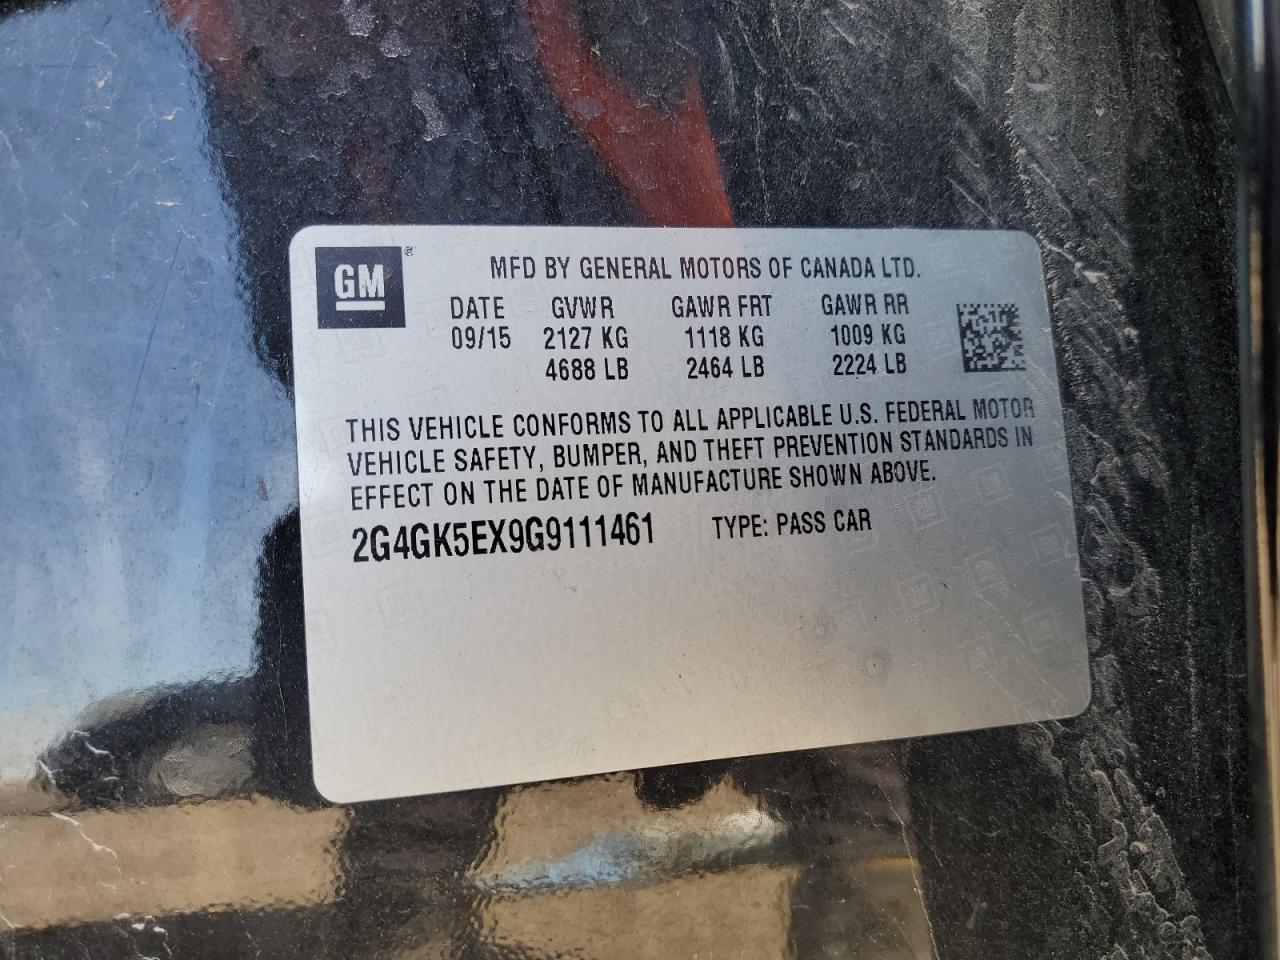 GM®
MFD BY GENERAL MOTORS OF CANADA LTD.
DATE GVWR GAWR FRT GAWR RR
09/15 2127 KG 1118 KG 1009 KG
4688 LB 2464 LB 2224 LB
THIS VEHICLE CONFORMS TO ALL APPLICABLE U.S. FEDERAL MOTOR
VEHICLE SAFETY, BUMPER, AND THEFT PREVENTION STANDARDS IN
EFFECT ON THE DATE OF MANUFACTURE SHOWN ABOVE.
2G4GK5EX9G9111461 TYPE: PASS CAR